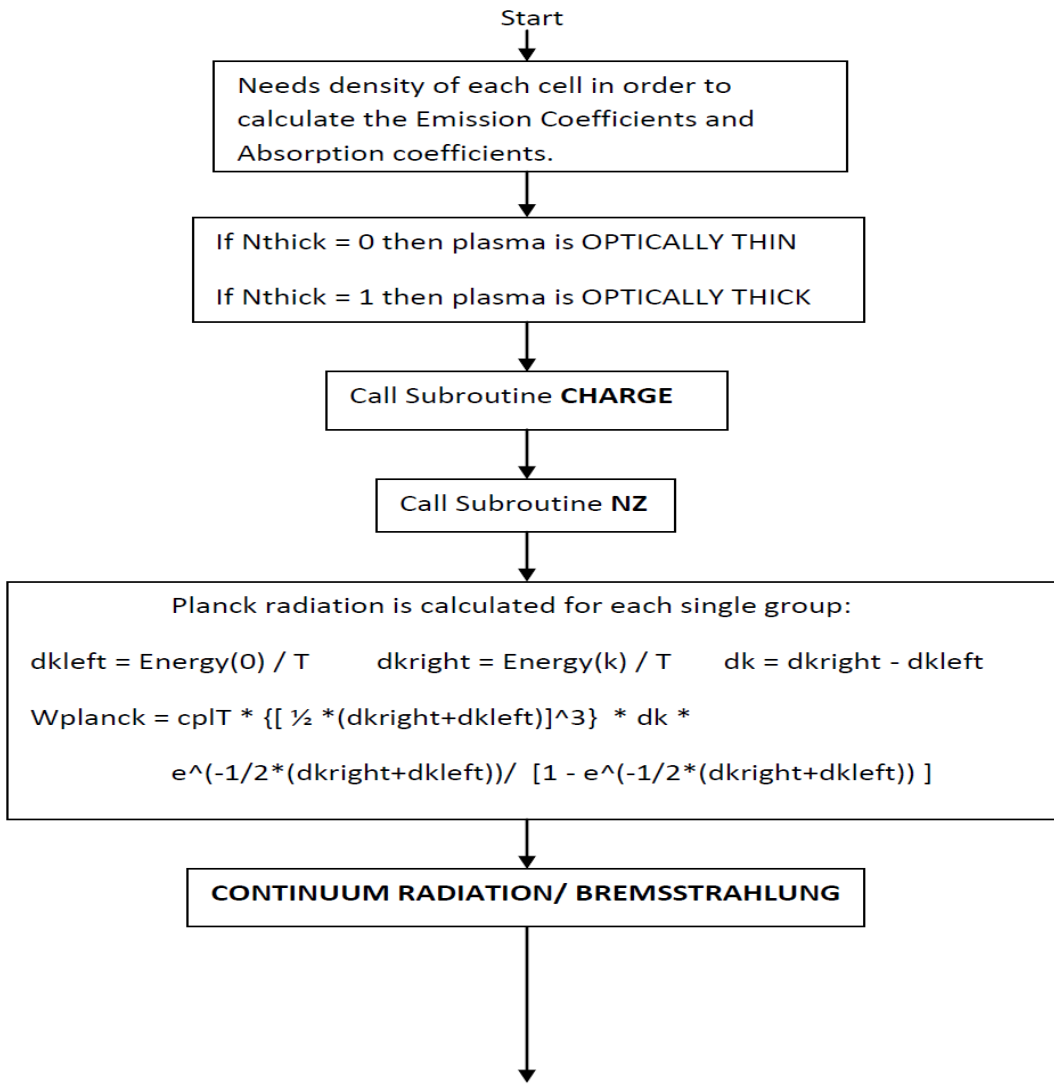 Start
Needs density of each cell in order to
calculate the Emission Coefficients and
Absorption coefficients.
If Nthick = 0 then plasma is OPTICALLY THIN
If Nthick = 1 then plasma is OPTICALLY THICK
Call Subroutine CHARGE
Call Subroutine NZ
Planck radiation is calculated for each single group:
dkleft = Energy(0) / T dkright = Energy(k) / T dk = dkright - dkleft
Wplanck = cplT * {[ ½ *(dkright+dkleft)]^3} * dk *
e^(-1/2*(dkright+dkleft))/ [1 - e^(-1/2*(dkright+dkleft)) ]
CONTINUUM RADIATION/ BREMSSTRAHLUNG